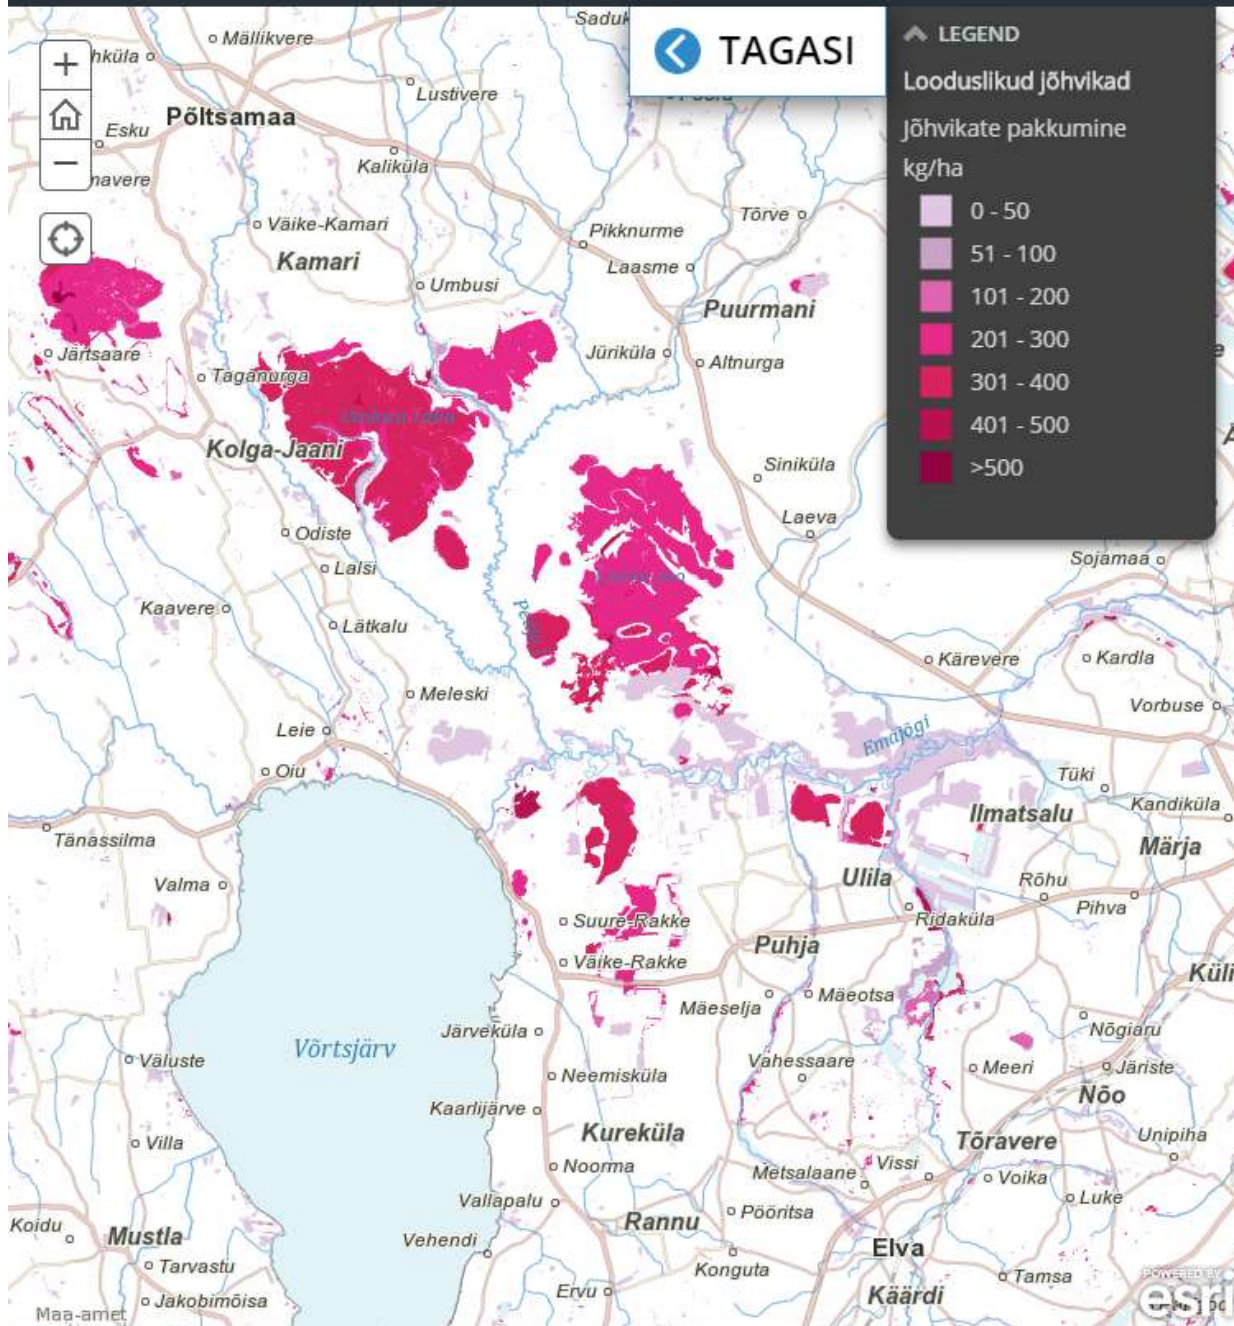 TAGASI
LEGEND
Looduslikud jõhvikad
Jõhvikate pakkumine
kg/ha
0 - 50
51 - 100
101 - 200
201 - 300
301 - 400
401 - 500
>500
Mällikvere
Lustivere
Põltsamaa
Esku
Kaliküla
Väike-Kamari
Tõrve
Pikknurme
Kamari
Laasme
Umbusi
Puurmani
Järtsaare
Jüriküla
Altnurga
Taganurga
Kolga-Jaani
Siniküla
Laeva
Odiste
Sojamaa
Lalsi
Kaavere
Lätkalu
Kärevere
Kardla
Meleski
Vorbuse
Leie
Emajõgi
Oiu
Tüki
Kandiküla
Ilmatsalu
Tänassilma
Märja
Valma
Ulila
Rõhu
Pihva
Suure-Rakke
Ridaküla
Puhja
Väike-Rakke
Küli
Mäeselja
Mäeotsa
Järveküla
Nõgiaru
Võrtsjärv
Väluste
Vahessaare
Meeri
Järiste
Neemisküla
Nõo
Kaarlijärve
Kureküla
Tõravere
Unipiha
Villa
Noorma
Metsalaane
Vissi
Voika
Luke
Vallapalu
Koidu
Mustla
Rannu
Pööritsa
Vehendi
Elva
Tarvastu
Konguta
Tamsa
Ervu
Käärdi
Jakobimõisa
Maa-amet
POWERED BY
esri